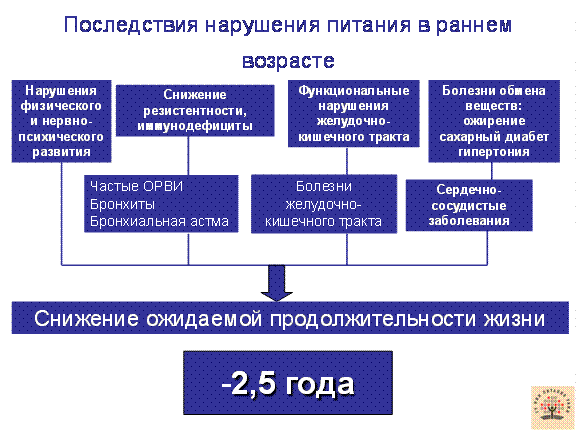 Последствия нарушения питания в раннем
возрасте
Нарушения
физического
и нервно-
психического
развития
Снижение
резистентности,
иммунодефициты
Функциональные
нарушения
желудочно-
кишечного тракта
Болезни обмена
веществ:
ожирение
сахарный диабет
гипертония
Частые ОРВИ
Бронхиты
Бронхиальная астма
Болезни
желудочно-
кишечного тракта
Сердечно-
сосудистые
заболевания
Снижение ожидаемой продолжительности жизни
-2,5 года